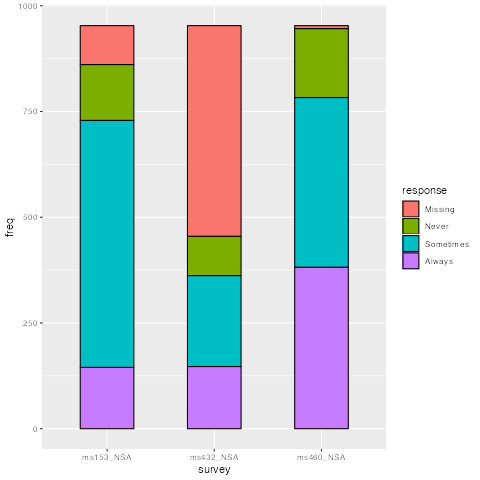 1000
750
500
250
0
freq
ms153_NSA
ms432_NSA
ms460_NSA
survey
response
Missing
Never
Sometimes
Always